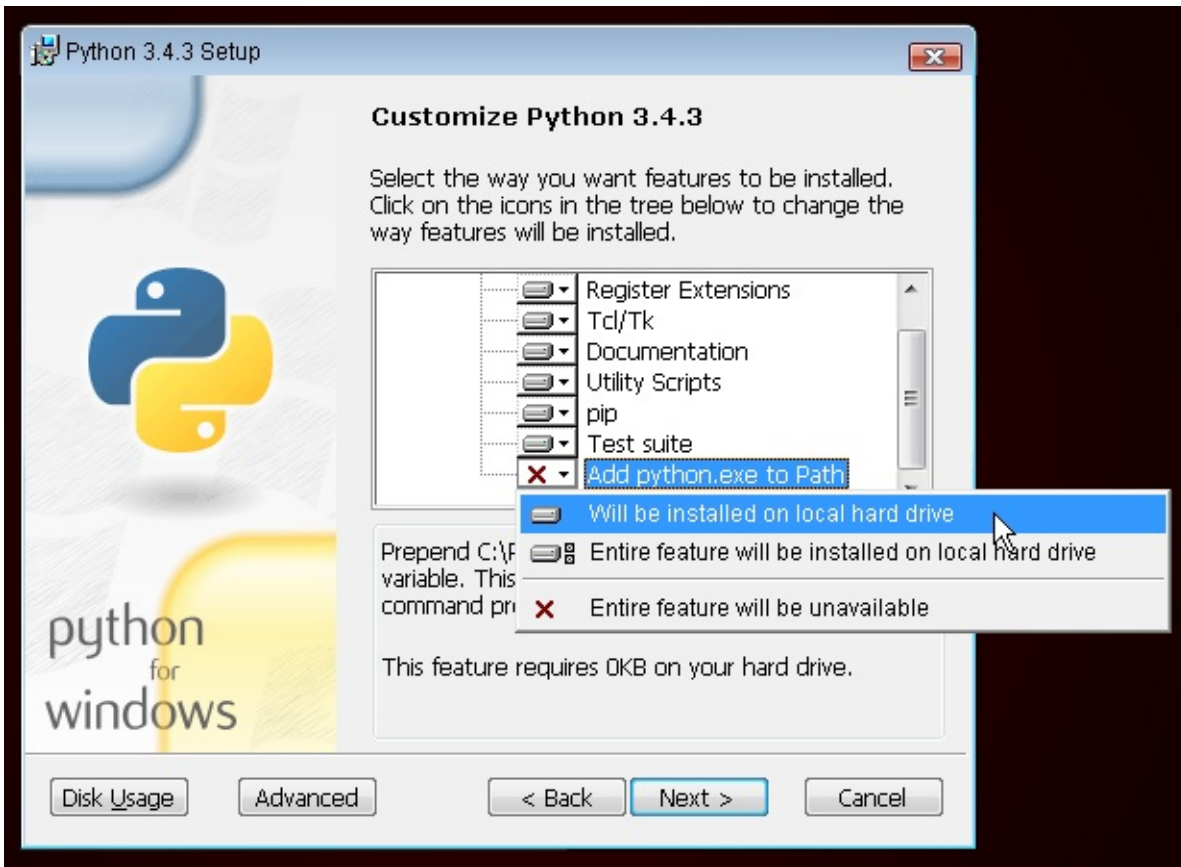 Python 3.4.3 Setup
Customize Python 3.4.3
Select the way you want features to be installed.
Click on the icons in the tree below to change the
way features will be installed.
Register Extensions
Tcl/Tk
Documentation
Utility Scripts
pip
Test suite
Add python.exe to Path
Will be installed on local hard drive
Entire feature will be installed on local hard drive
Entire feature will be unavailable
Prepend C:\
variable. This
command
This feature requires 0KB on your hard drive.
python
for
windows
Disk Usage
Advanced
< Back
Next >
Cancel